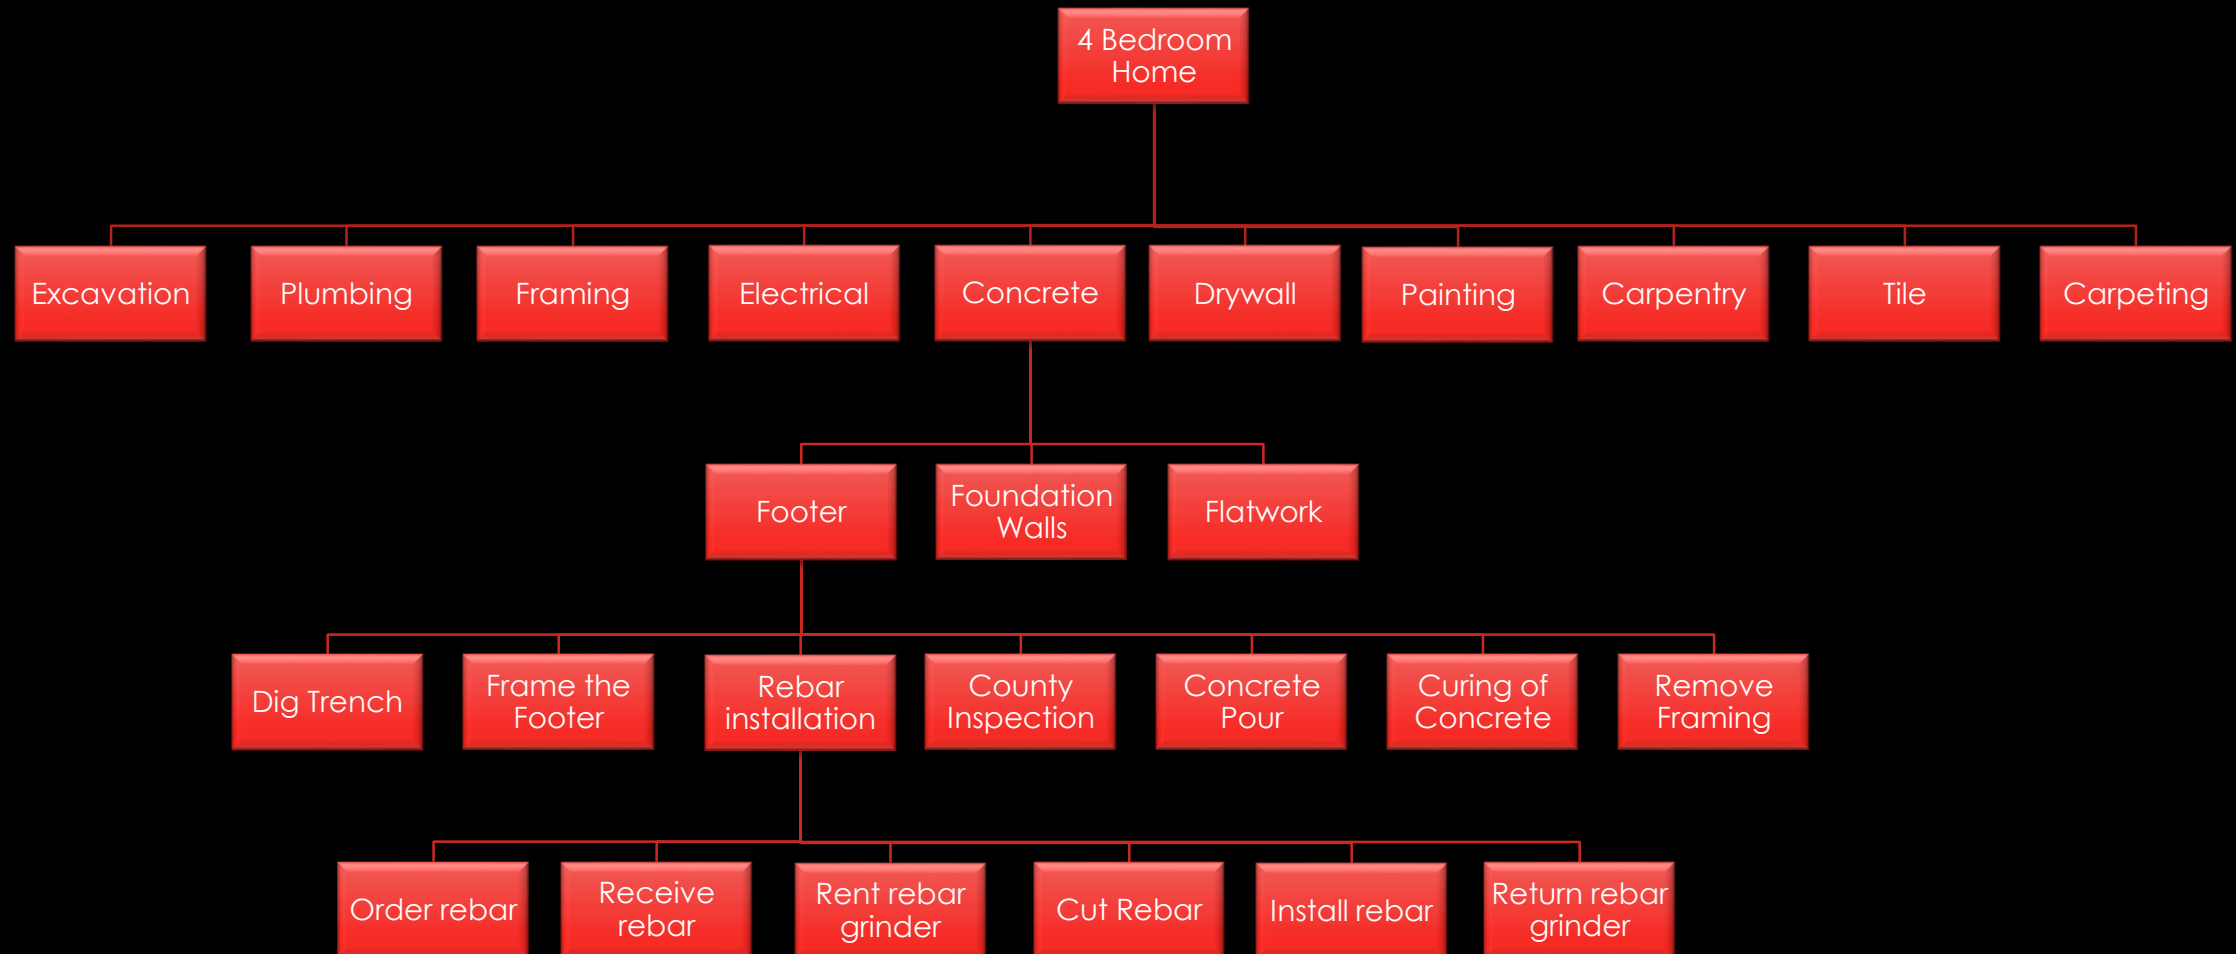 4 Bedroom
Home
Excavation
Plumbing
Framing
Electrical
Concrete
Drywall
Painting
Carpentry
Tile
Carpeting
Footer
Foundation
Walls
Flatwork
Dig Trench
Frame the
Footer
Rebar
installation
County
Inspection
Concrete
Pour
Curing of
Concrete
Remove
Framing
Order rebar
Receive
rebar
Rent rebar
grinder
Cut Rebar
Install rebar
Return rebar
grinder